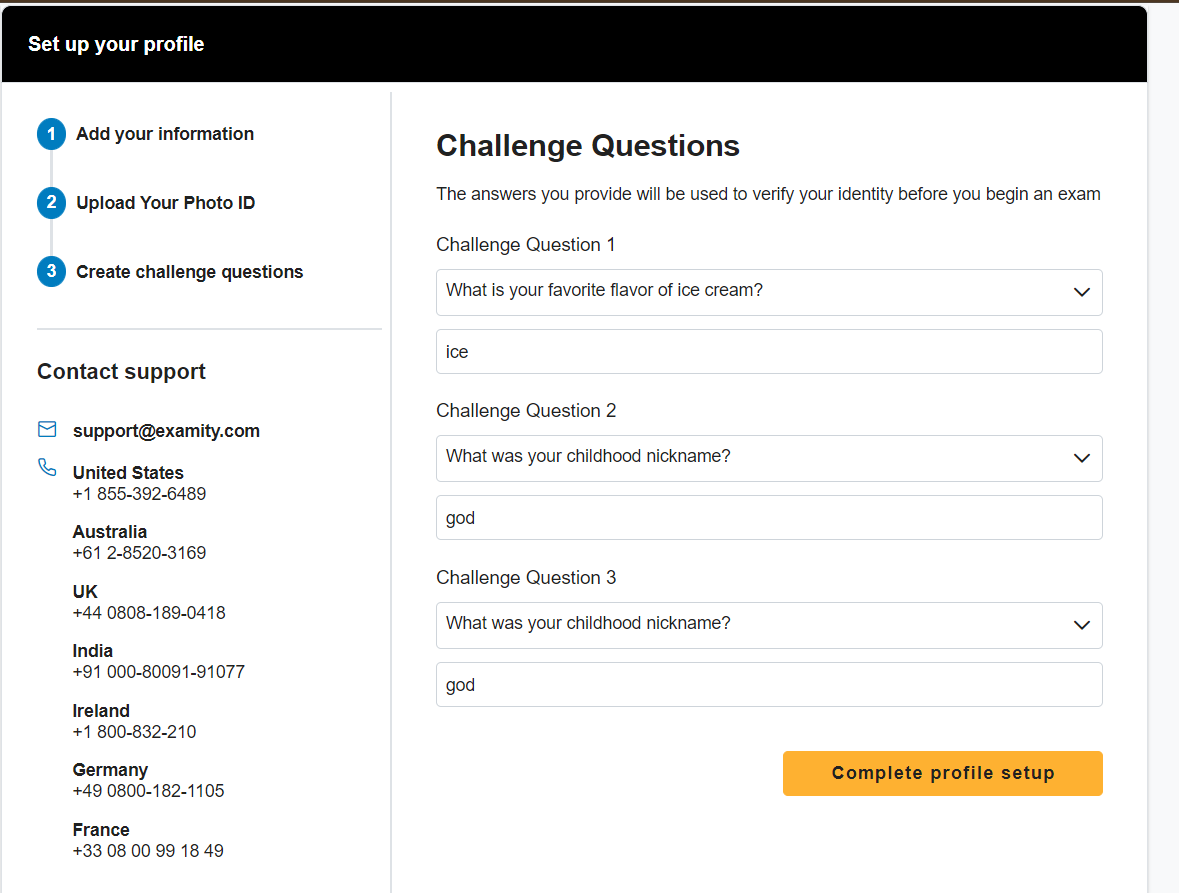 Set up your profile
1 Add your information
2 Upload Your Photo ID
3 Create challenge questions
Contact support
support@examity.com
United States
+1 855-392-6489
Australia
+61 2-8520-3169
UK
+44 0808-189-0418
India
+91 000-80091-91077
Ireland
+1 800-832-210
Germany
+49 0800-182-1105
France
+33 08 00 99 18 49
Challenge Questions
The answers you provide will be used to verify your identity before you begin an exam
Challenge Question 1
What is your favorite flavor of ice cream?
ice
Challenge Question 2
What was your childhood nickname?
god
Challenge Question 3
What was your childhood nickname?
god
Complete profile setup